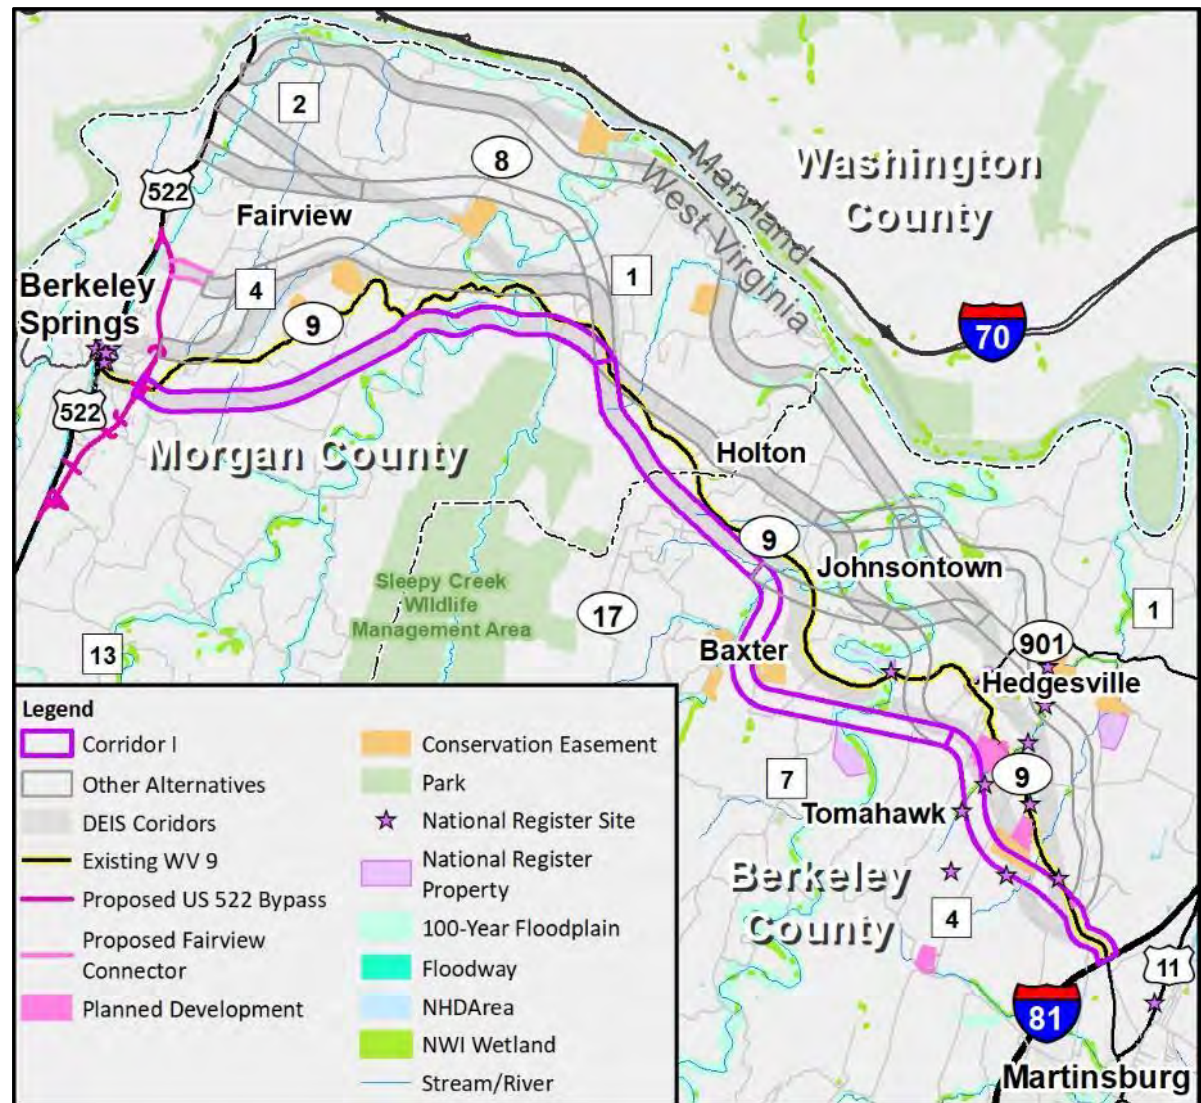 2
Maryland
West Virginia
Washington
County
8
522
Fairview
Berkeley
Springs
4
1
9
70
522
Morgan County
Holton
9
Johnsontown
Sleepy Creek
Wildlife
Management Area
17
1
13
Baxter
901
Hedgesville
7
9
Tomahawk
Berkeley
County
4
11
81
Martinsburg
Legend
Corridor I
Other Alternatives
DEIS Coridors
Existing WV 9
Proposed US 522 Bypass
Proposed Fairview
Connector
Planned Development
Conservation Easement
Park
National Register Site
National Register
Property
100-Year Floodplain
Floodway
NHDArea
NWI Wetland
Stream/River